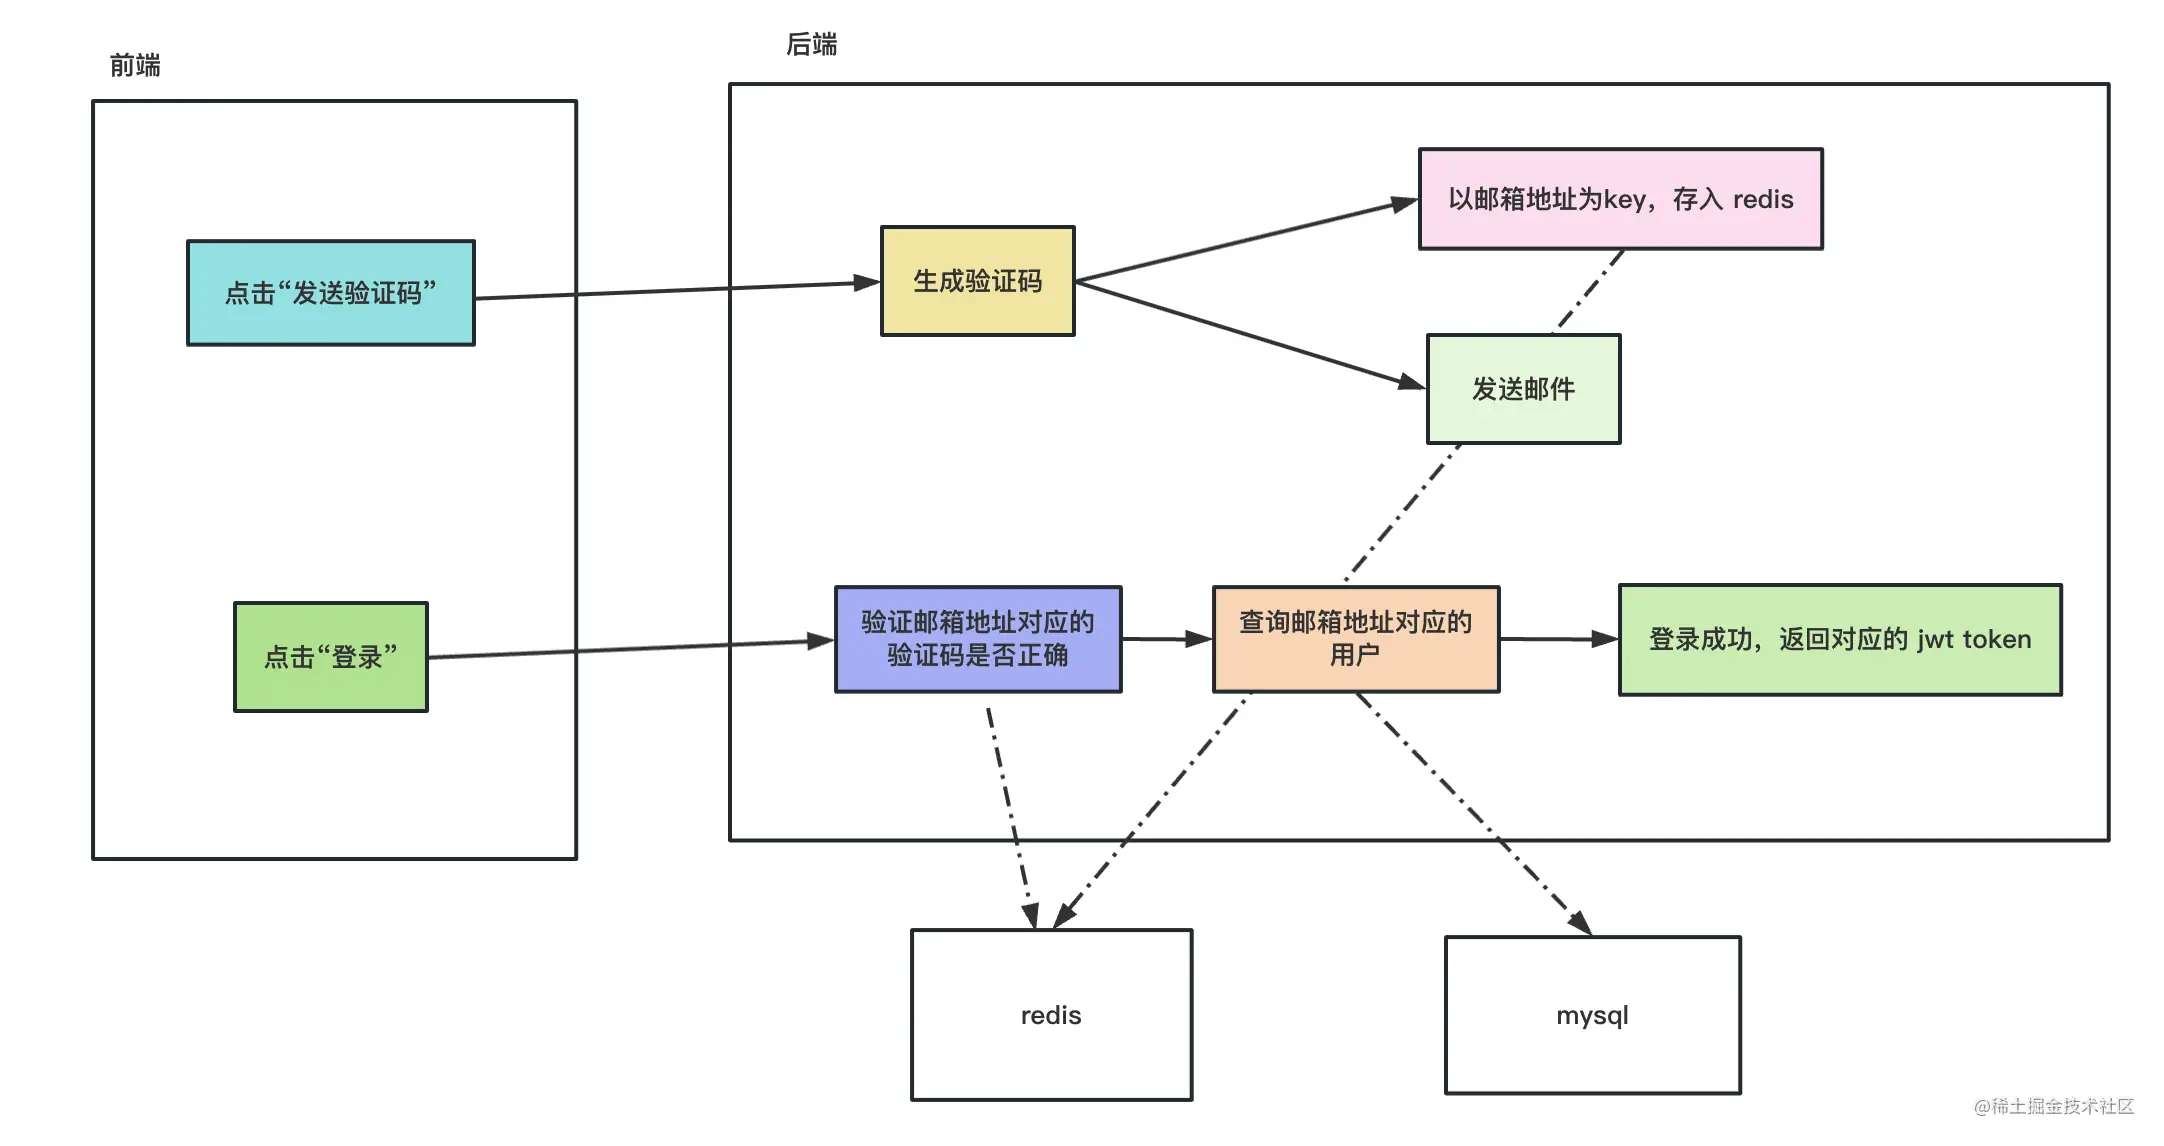 前端
后端
点击“发送验证码”
生成验证码
以邮箱地址为key，存入 redis
发送邮件
点击“登录”
验证邮箱地址对应的
验证码是否正确
查询邮箱地址对应的
用户
登录成功，返回对应的 jwt token
redis
mysql
@稀土掘金技术社区